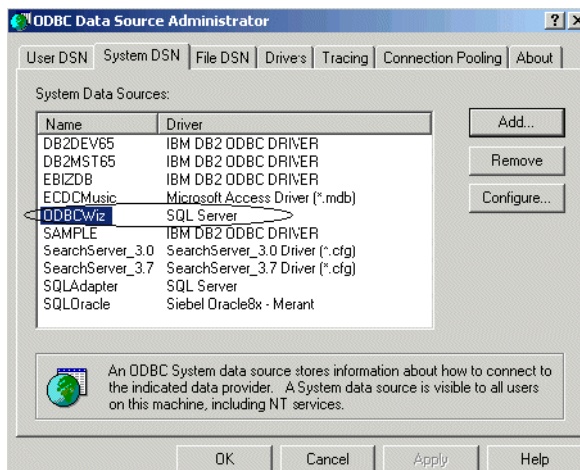 ODBC Data Source Administrator
User DSN System DSN File DSN Drivers Tracing Connection Pooling About
System Data Sources:
Name Driver
Add...
DB2DEV65 IBM DB2 ODBC DRIVER
DB2MST65 IBM DB2 ODBC DRIVER
Remove
EBIZDB IBM DB2 ODBC DRIVER
ECDCMusic Microsoft Access Driver (*.mdb)
Configure...
ODBCWiz SQL Server
SAMPLE IBM DB2 ODBC DRIVER
SearchServer_3.0 SearchServer_3.0 Driver (*.cfg)
SearchServer_3.7 SearchServer_3.7 Driver (*.cfg)
SQLAdapter SQL Server
SQLOracle Siebel Oracle8x - Merant
An ODBC System data source stores information about how to connect to
the indicated data provider. A System data source is visible to all users
on this machine, including NT services.
OK Cancel Apply Help